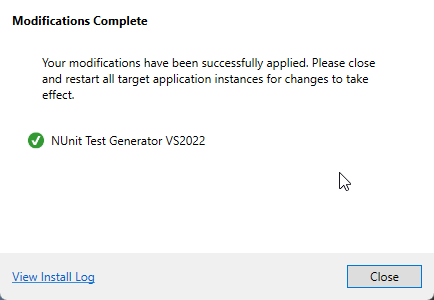 Modifications Complete
Your modifications have been successfully applied. Please close
and restart all target application instances for changes to take
effect.
NUnit Test Generator VS2022
View Install Log
Close